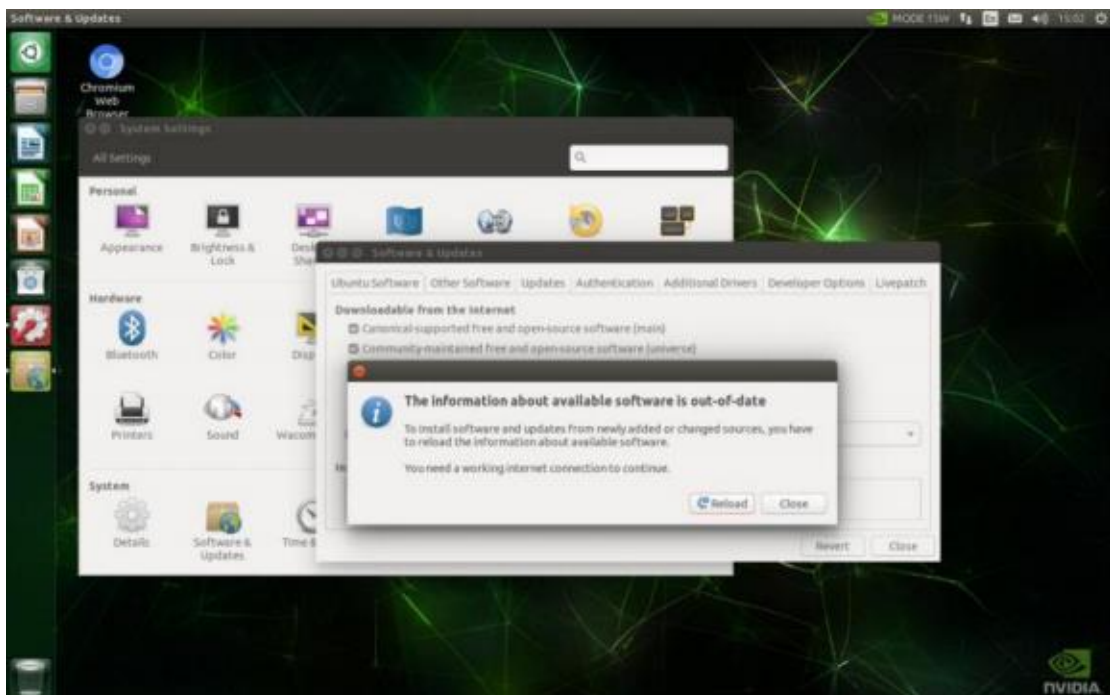 Software & Updates
MODE 15W
En
15:02
Chromium
Web
Browser
System Settings
All Settings
Personal
Appearance
Brightness &
Lock
Hardware
Bluetooth
Color
Printers
Sound
Wacom
System
Details
Software &
Updates
Software & Updates
Ubuntu Software
Other Software
Updates
Authentication
Additional Drivers
Developer Options
Livepatch
Downloadable from the Internet
Canonical-supported free and open-source software (main)
Community-maintained free and open-source software (universe)
The information about available software is out-of-date
To install software and updates from newly added or changed sources, you have
to reload the information about available software.
You need a working internet connection to continue.
Reload
Close
Revert
Close
NVIDIA